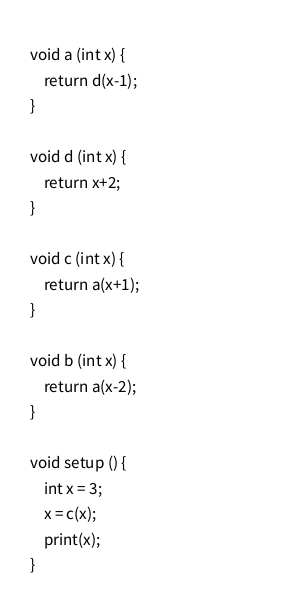 void a (int x) {
return d(x-1);
}
void d (int x) {
return x+2;
}
void c (int x) {
return a(x+1);
}
void b (int x) {
return a(x-2);
}
void setup () {
int x = 3;
x = c(x);
print(x);
}